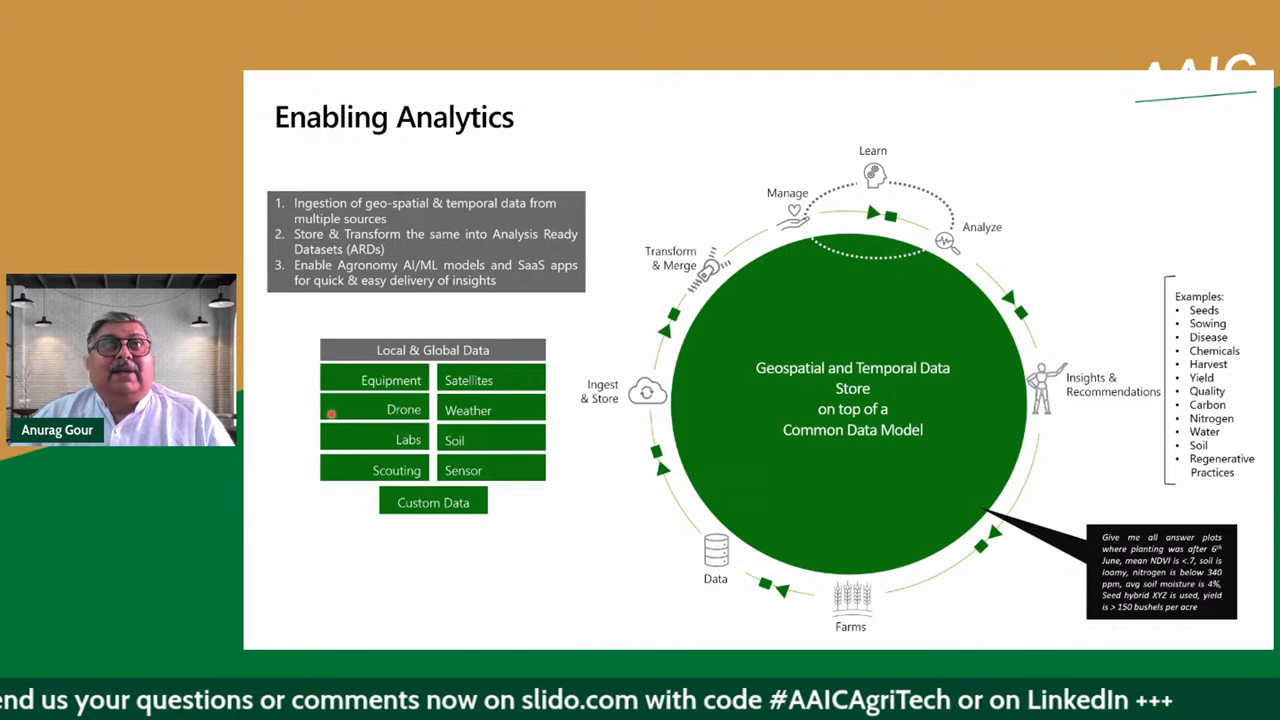 AAIC
Enabling Analytics
1. Ingestion of geo-spatial & temporal data from
multiple sources
2. Store & Transform the same into Analysis Ready
Datasets (ARDs)
3. Enable Agronomy AI/ML models and SaaS apps
for quick & easy delivery of insights
Local & Global Data
Equipment Satellites
Drone Weather
Labs Soil
Scouting Sensor
Custom Data
Learn
Manage
Analyze
Transform
& Merge
Ingest
& Store
Geospatial and Temporal Data
Store
on top of a
Common Data Model
Insights &
Recommendations
Data
Farms
Examples:
• Seeds
• Sowing
• Disease
• Chemicals
• Harvest
• Yield
• Quality
• Carbon
• Nitrogen
• Water
• Soil
• Regenerative
Practices
Give me all answer plots
where planting was after 6th
June, mean NDVI is <.7, soil is
loamy, nitrogen is below 340
ppm, avg soil moisture is 4%,
Seed hybrid XYZ is used, yield
is > 150 bushels per acre
Anurag Gour
end us your questions or comments now on slido.com with code #AAICAgriTech or on LinkedIn +++